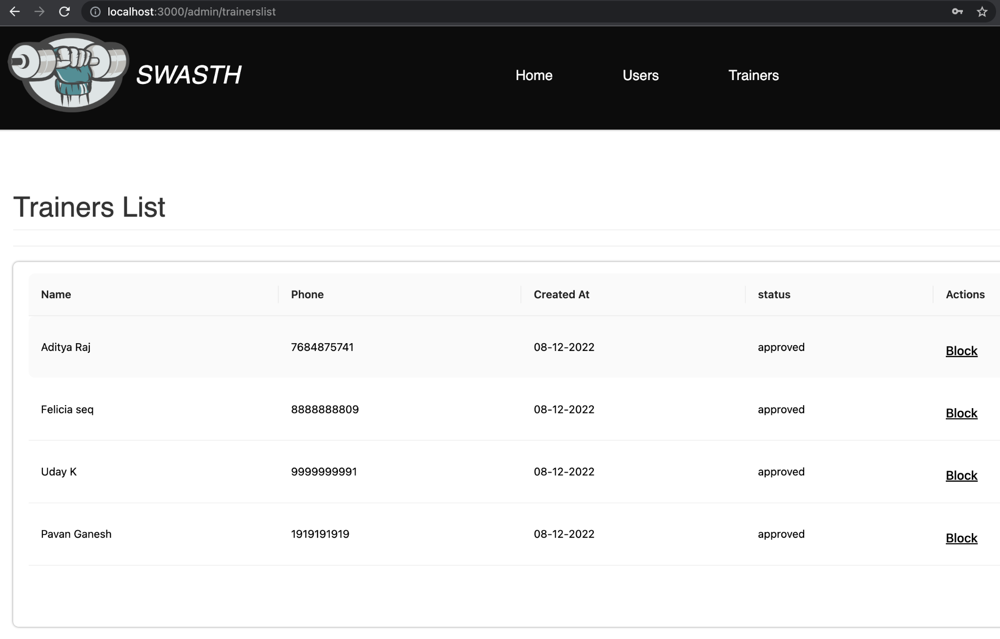 localhost:3000/admin/trainerslist
SWASTH Home Users Trainers
Trainers List
Name Phone Created At status Actions
Aditya Raj 7684875741 08-12-2022 approved Block
Felicia seq 8888888809 08-12-2022 approved Block
Uday K 9999999991 08-12-2022 approved Block
Pavan Ganesh 1919191919 08-12-2022 approved Block